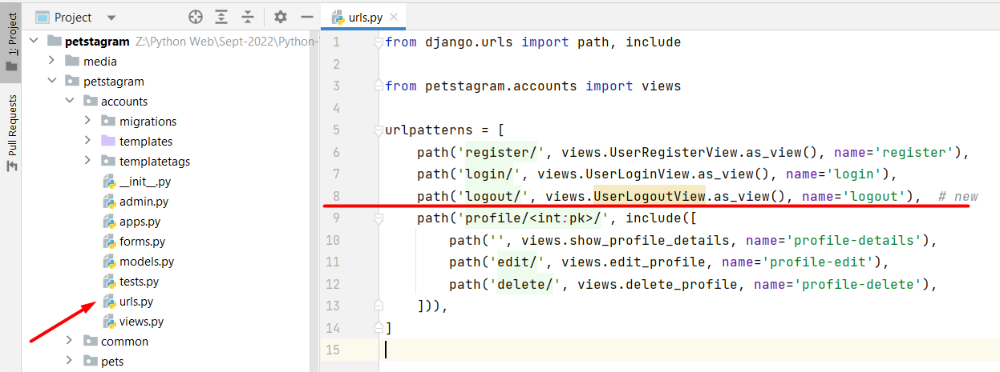 1: Project
Pull Requests
Project
petstagram Z:\Python Web\Sept-2022\Python-
media
petstagram
accounts
migrations
templates
templatetags
__init__.py
admin.py
apps.py
forms.py
models.py
tests.py
urls.py
views.py
common
pets
urls.py
1 from django.urls import path, include
2
3 from petstagram.accounts import views
4
5 urlpatterns = [
6 path('register/', views.UserRegisterView.as_view(), name='register'),
7 path('login/', views.UserLoginView.as_view(), name='login'),
8 path('logout/', views.UserLogoutView.as_view(), name='logout'), # new
9 path('profile/<int:pk>/', include([
10 path('', views.show_profile_details, name='profile-details'),
11 path('edit/', views.edit_profile, name='profile-edit'),
12 path('delete/', views.delete_profile, name='profile-delete'),
13 ])),
14 ]
15